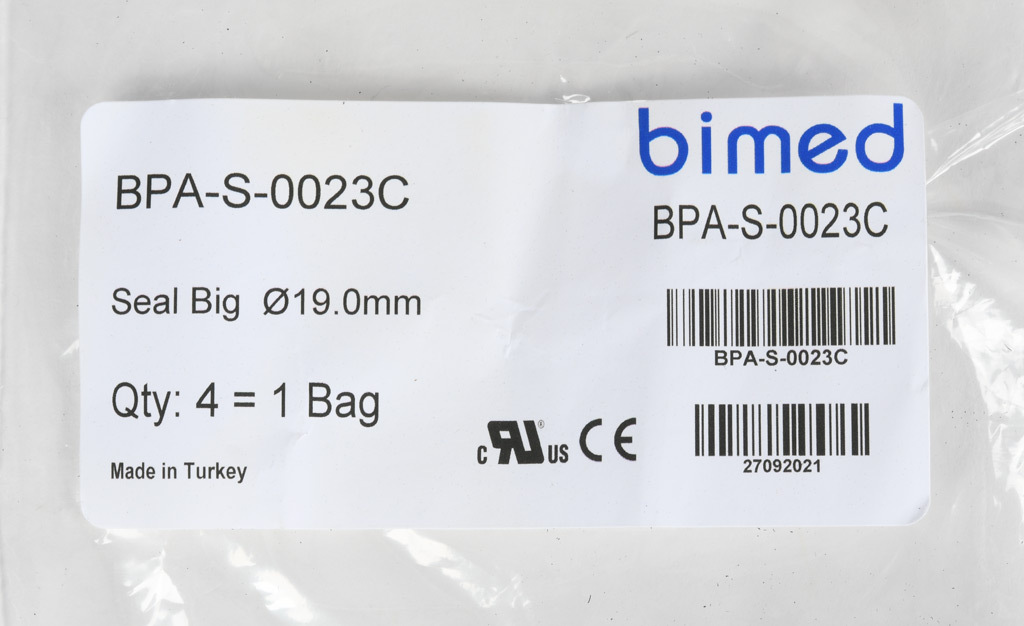 bimed
BPA-S-0023C
BPA-S-0023C
Seal Big Ø19.0mm
BPA-S-0023C
Qty: 4 = 1 Bag
c RU ® US CE
27092021
Made in Turkey